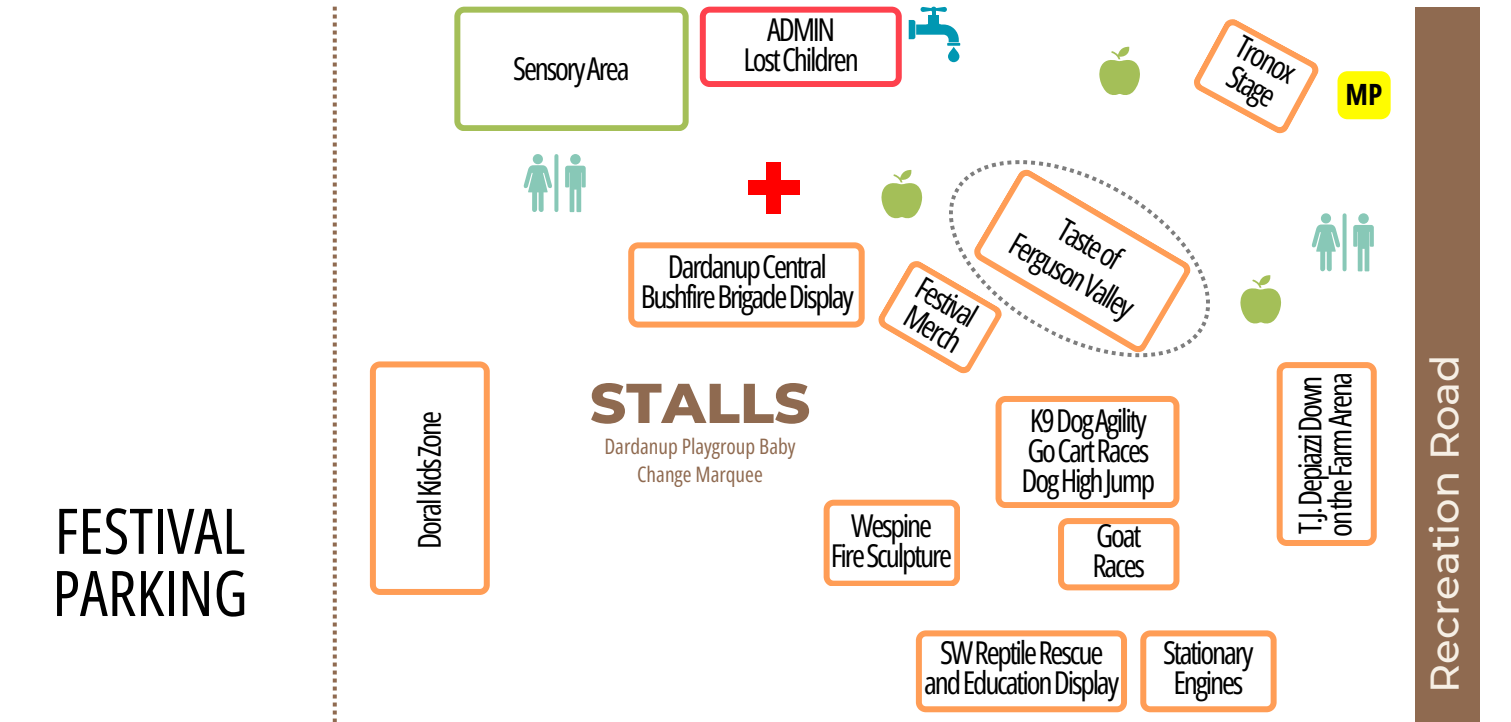 Sensory Area
ADMIN
Lost Children
Tronox
Stage
MP
Taste of
Ferguson Valley
Dardanup Central
Bushfire Brigade Display
Festival
Merch
STALLS
Dardanup Playgroup Baby
Change Marquee
Doral Kids Zone
K9 Dog Agility
Go Cart Races
Dog High Jump
T.J. Depiazzi Down
on the Farm Arena
Recreation Road
FESTIVAL
PARKING
Wespine
Fire Sculpture
Goat
Races
SW Reptile Rescue
and Education Display
Stationary
Engines